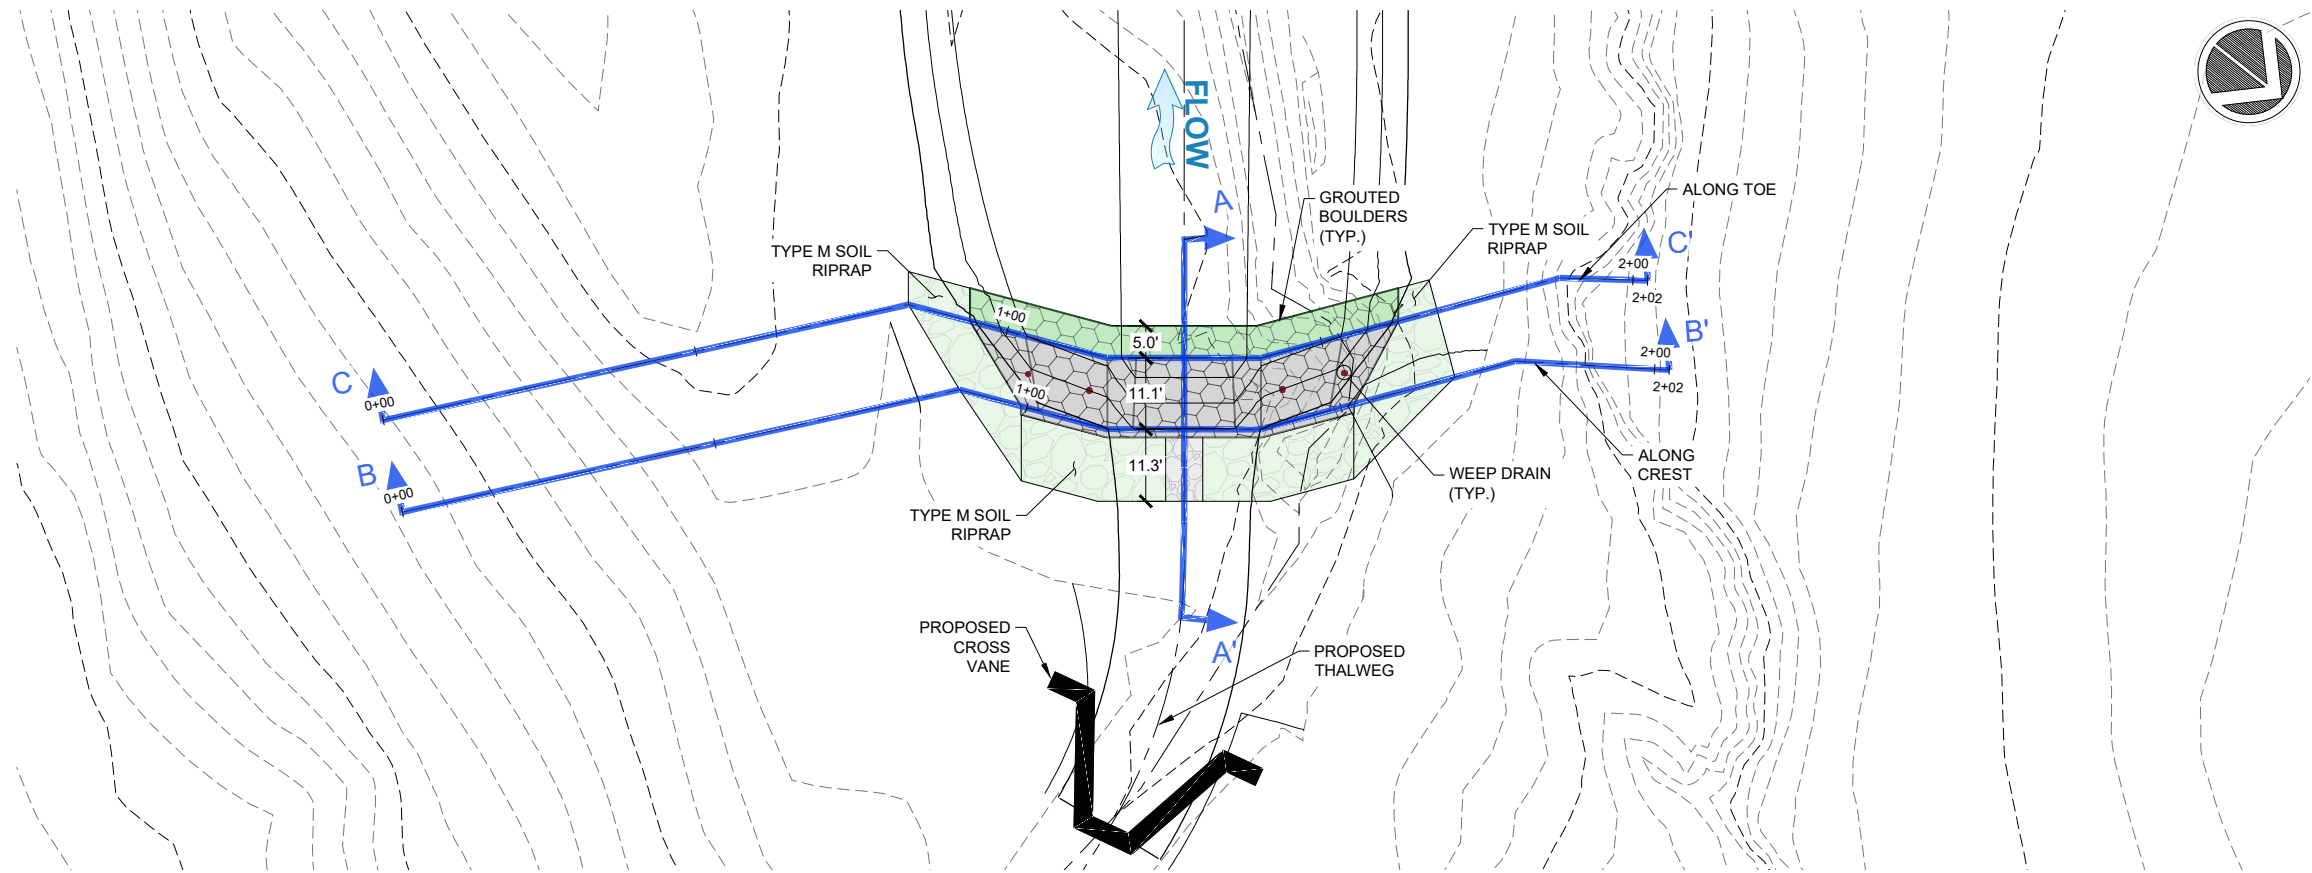 FLOW
A
GROUTED
BOULDERS
(TYP.)
ALONG TOE
TYPE M SOIL
RIPRAP
TYPE M SOIL
RIPRAP
C'
2+00
2+02
1+00
5.0'
B'
2+00
2+02
C
0+00
1+00
11.1'
B
0+00
11.3'
ALONG
CREST
WEEP DRAIN
(TYP.)
TYPE M SOIL
RIPRAP
PROPOSED
CROSS
VANE
A'
PROPOSED
THALWEG